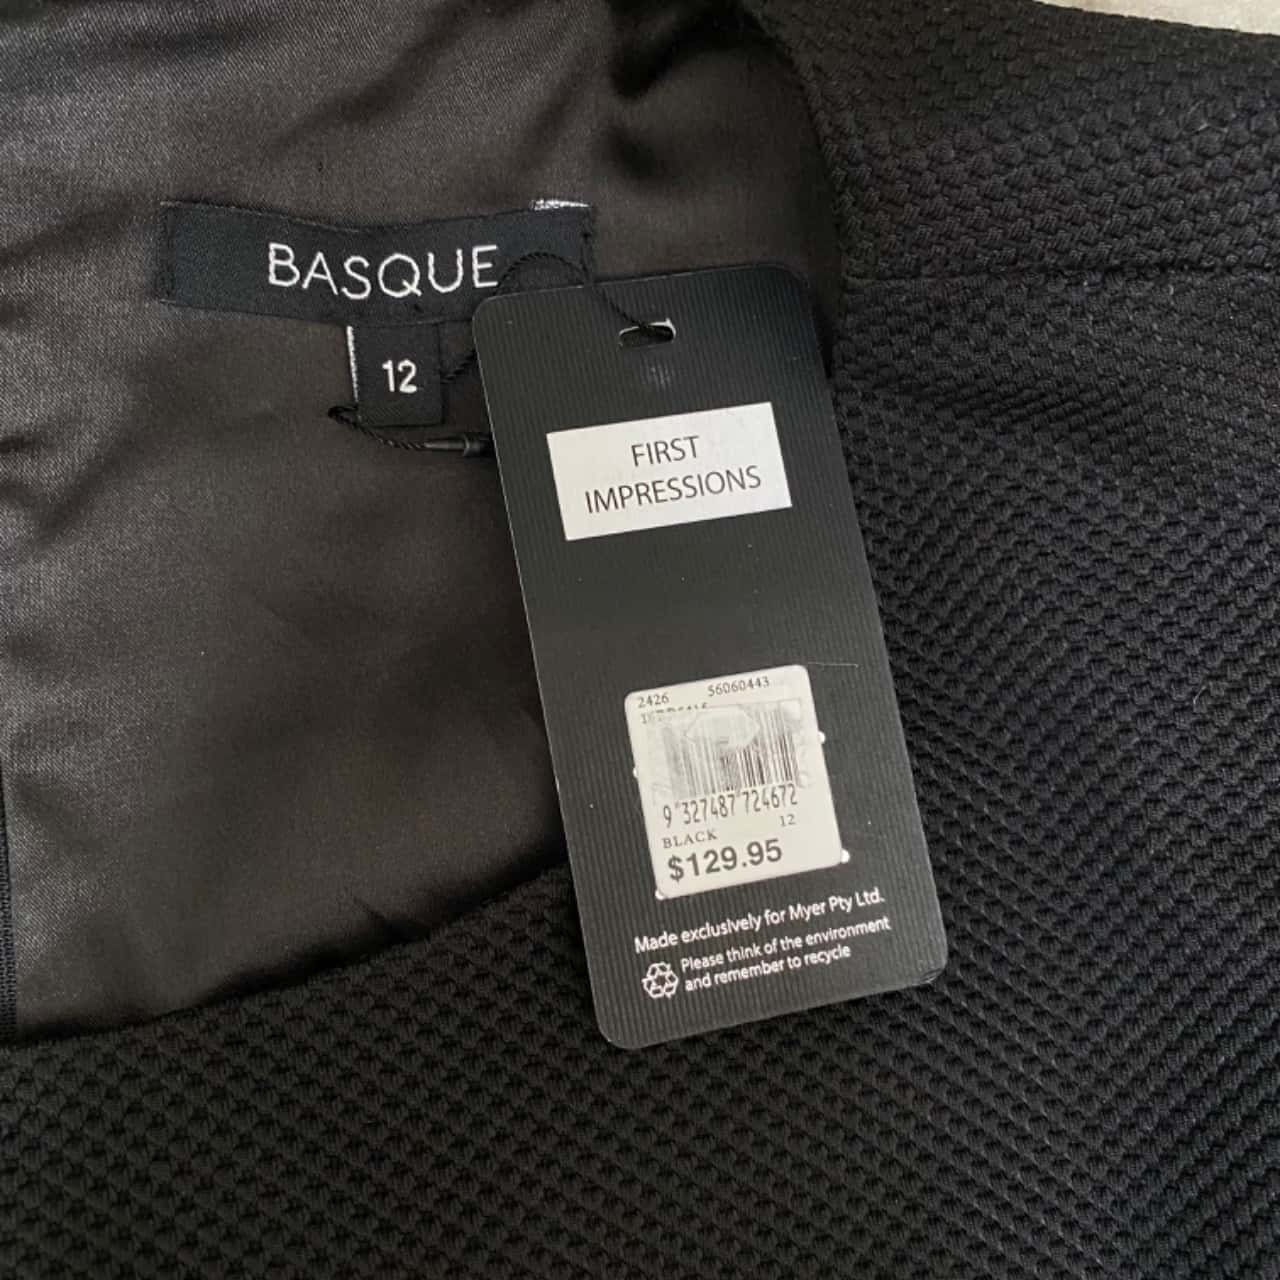 BASQUE
12
FIRST
IMPRESSIONS
2426 56060443
9 327487 724672
BLACK 12
$129.95
Made exclusively for Myer Pty Ltd.
Please think of the environment
and remember to recycle